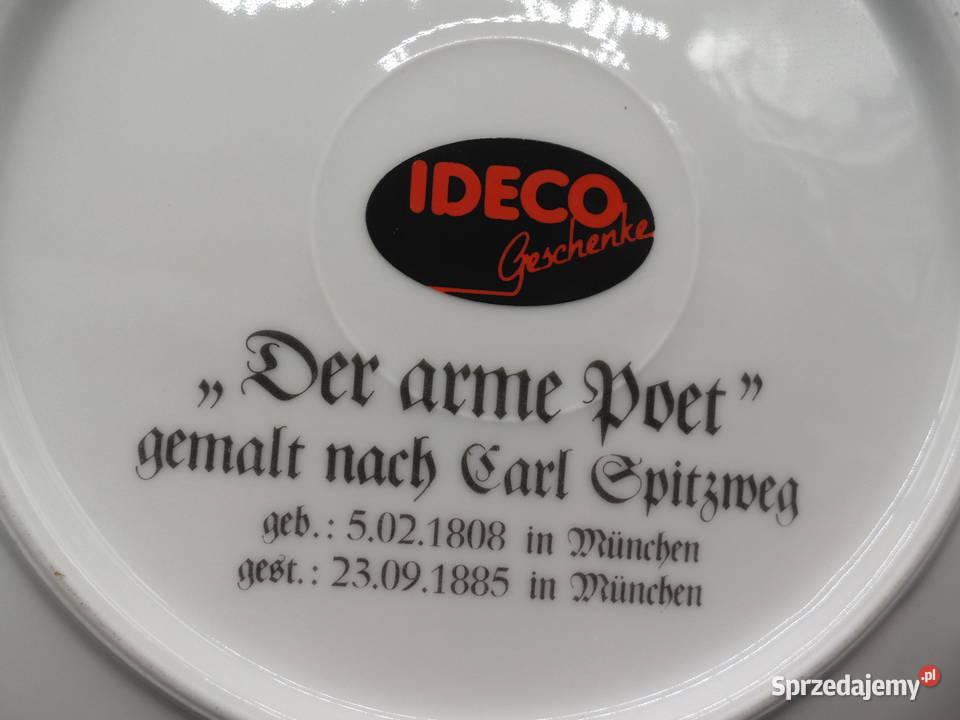 IDECO
Geschenke
„Der arme Poet”
gemalt nach Carl Spitzweg
geb.: 5.02.1808 in München
gest.: 23.09.1885 in München
Sprzedajemy.pl